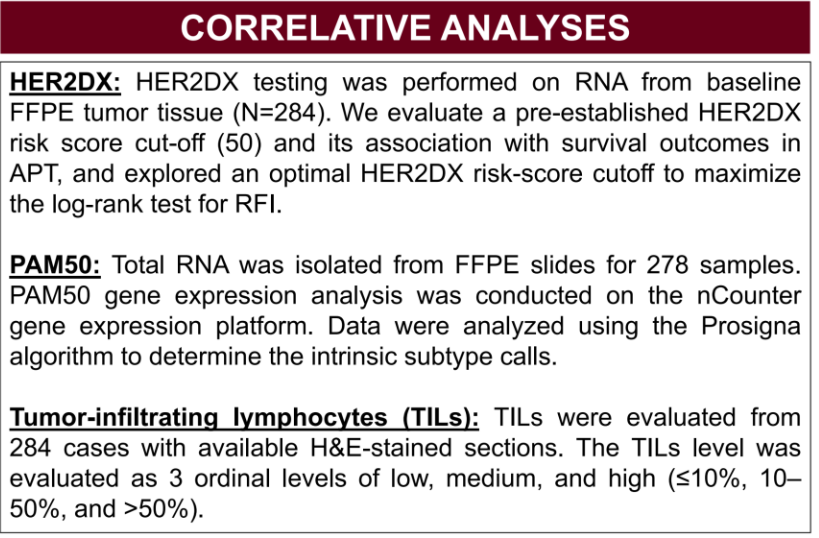 CORRELATIVE ANALYSES
HER2DX: HER2DX testing was performed on RNA from baseline
FFPE tumor tissue (N=284). We evaluate a pre-established HER2DX
risk score cut-off (50) and its association with survival outcomes in
APT, and explored an optimal HER2DX risk-score cutoff to maximize
the log-rank test for RFI.
PAM50: Total RNA was isolated from FFPE slides for 278 samples.
PAM50 gene expression analysis was conducted on the nCounter
gene expression platform. Data were analyzed using the Prosigna
algorithm to determine the intrinsic subtype calls.
Tumor-infiltrating lymphocytes (TILs): TILs were evaluated from
284 cases with available H&E-stained sections. The TILs level was
evaluated as 3 ordinal levels of low, medium, and high (≤10%, 10–
50%, and >50%).